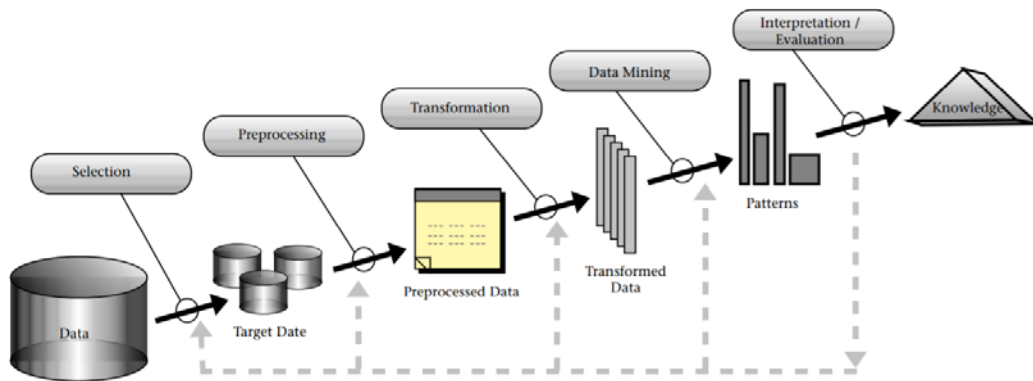 Interpretation /
Evaluation
Data Mining
Transformation
Preprocessing
Selection
Data
Target Date
Preprocessed Data
Transformed
Data
Patterns
Knowledge